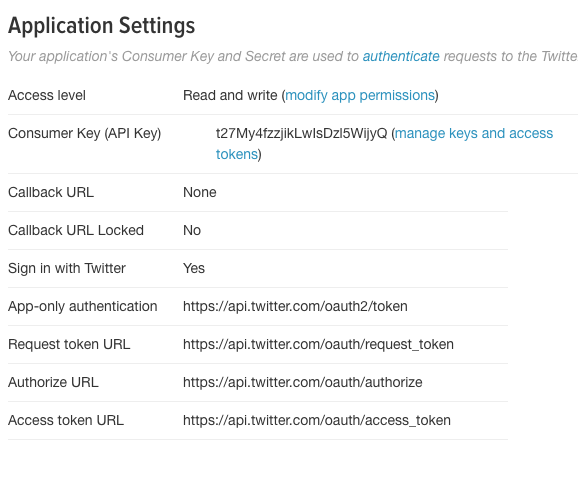 Application Settings
Your application's Consumer Key and Secret are used to authenticate requests to the Twitte
Access level Read and write (modify app permissions)
Consumer Key (API Key) t27My4fzzjikLwIsDzl5WijyQ (manage keys and access
tokens)
Callback URL None
Callback URL Locked No
Sign in with Twitter Yes
App-only authentication https://api.twitter.com/oauth2/token
Request token URL https://api.twitter.com/oauth/request_token
Authorize URL https://api.twitter.com/oauth/authorize
Access token URL https://api.twitter.com/oauth/access_token